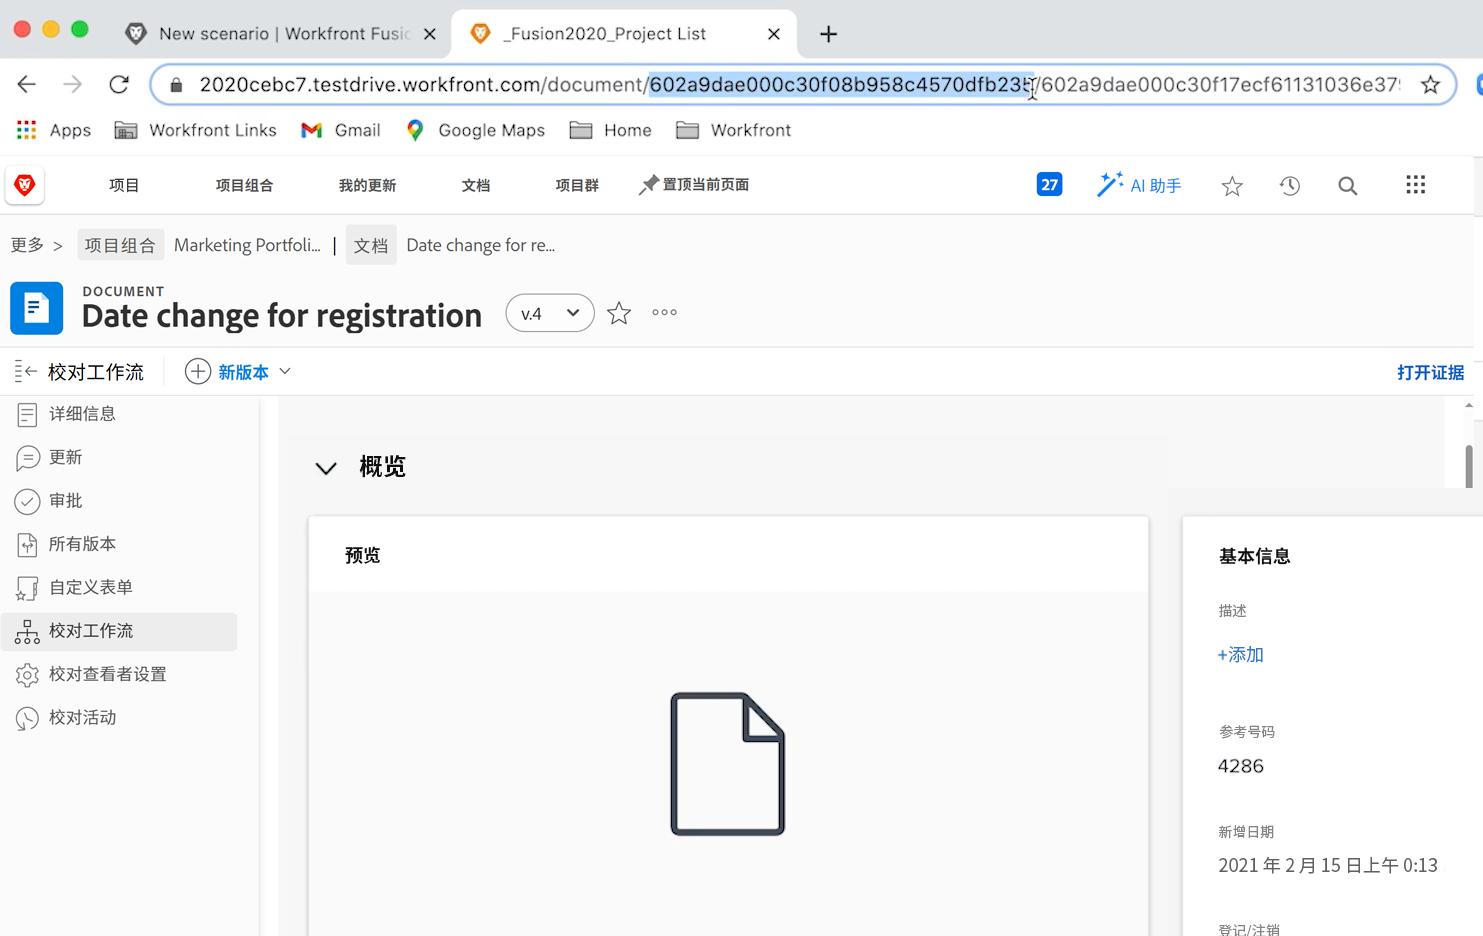 New scenario | Workfront Fusic
_Fusion2020_Project List
2020cebc7.testdrive.workfront.com/document/602a9dae000c30f08b958c4570dfb235/602a9dae000c30f17ecf61131036e379
Apps Workfront Links Gmail Google Maps Home Workfront
项目 项目组合 我的更新 文档 项目群 置顶当前页面 27 AI 助手
更多 > 项目组合 Marketing Portfoli... | 文档 Date change for re...
DOCUMENT
Date change for registration v.4
校对工作流 新版本 打开证据
详细信息
更新
审批
所有版本
自定义表单
校对工作流
校对查看者设置
校对活动
概览
预览
基本信息
描述
+添加
参考号码
4286
新增日期
2021 年 2 月 15 日上午 0:13
登记/注销